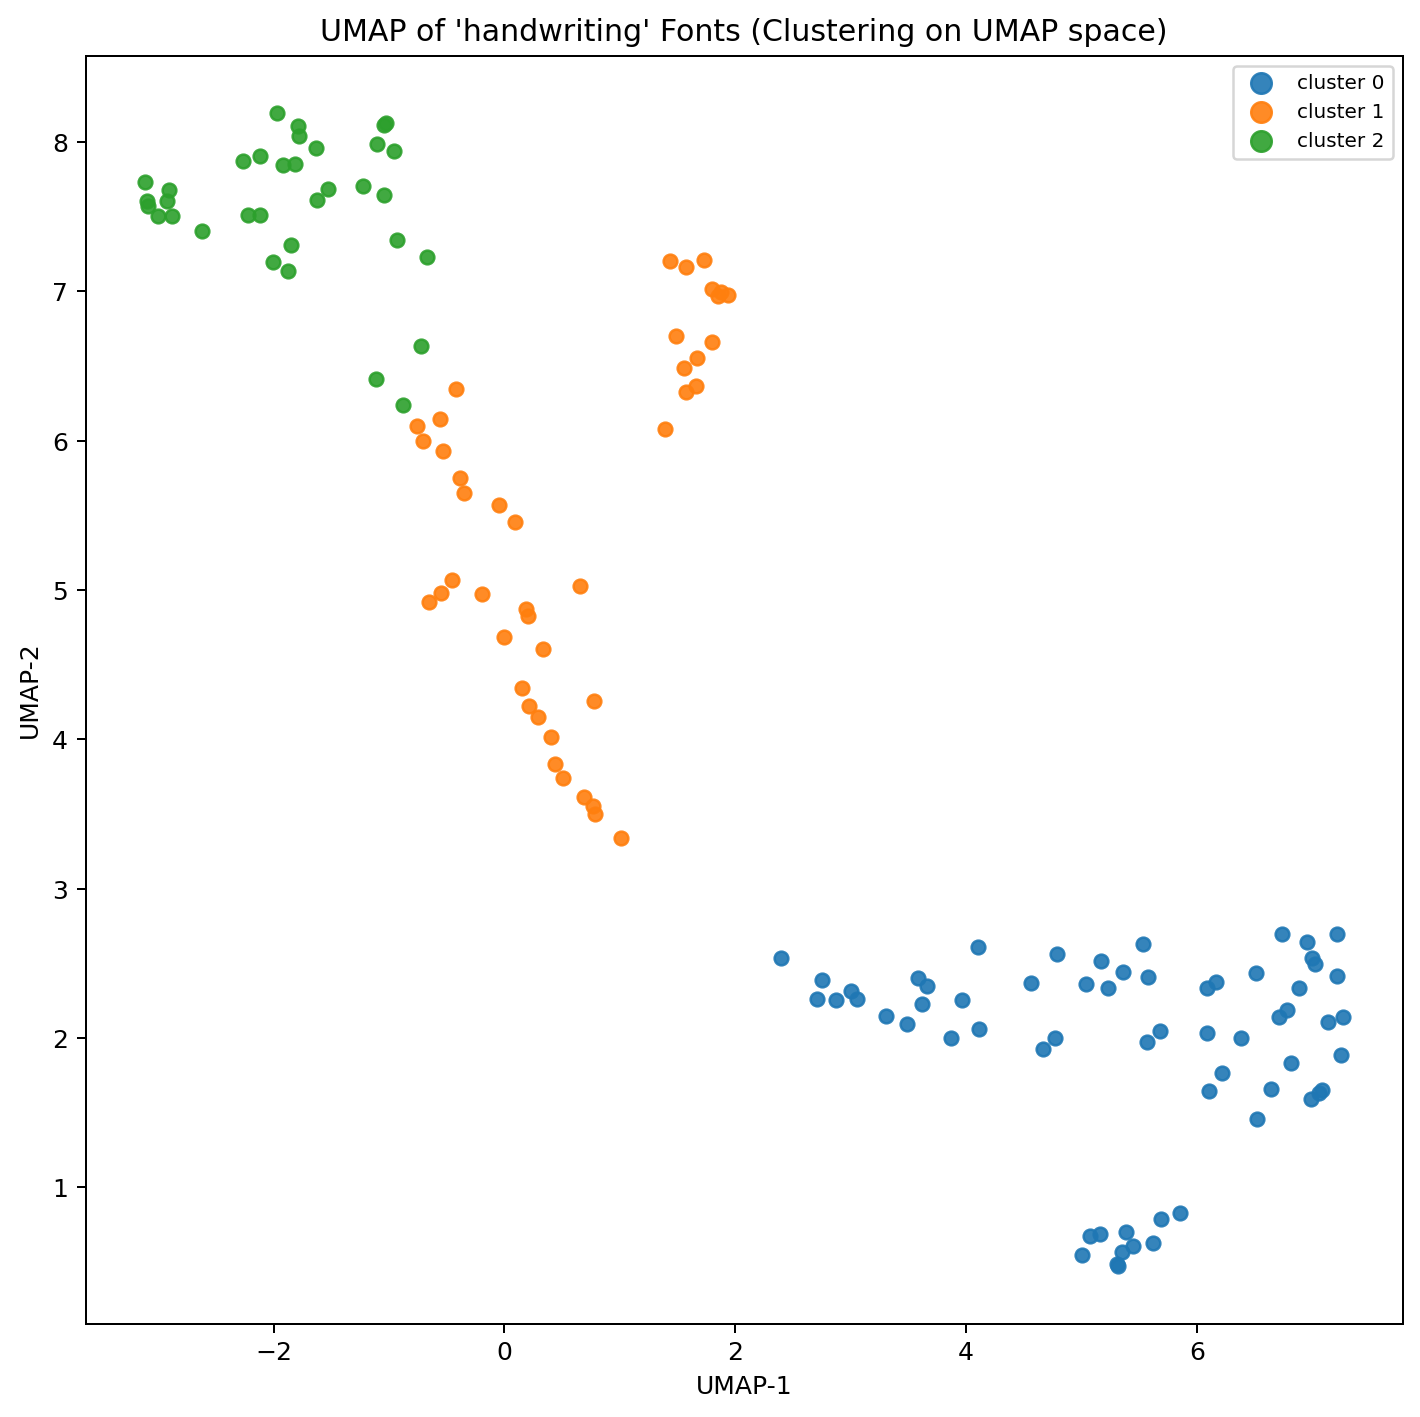 UMAP of 'handwriting' Fonts (Clustering on UMAP space)
cluster 0
cluster 1
cluster 2
8
7
6
5
4
3
2
1
UMAP-2
−2 0 2 4 6
UMAP-1